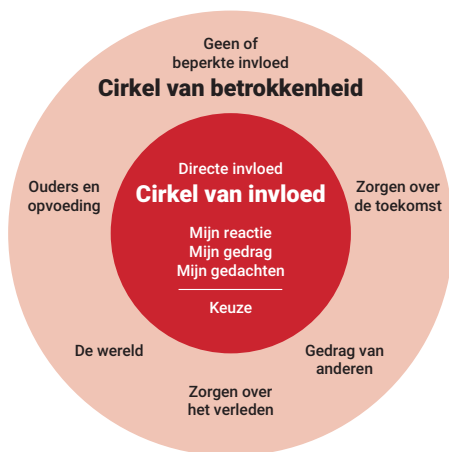 Geen of
beperkte invloed
Cirkel van betrokkenheid
Directe invloed
Cirkel van invloed
Mijn reactie
Mijn gedrag
Mijn gedachten
Keuze
Ouders en
opvoeding
Zorgen over
de toekomst
De wereld
Gedrag van
anderen
Zorgen over
het verleden